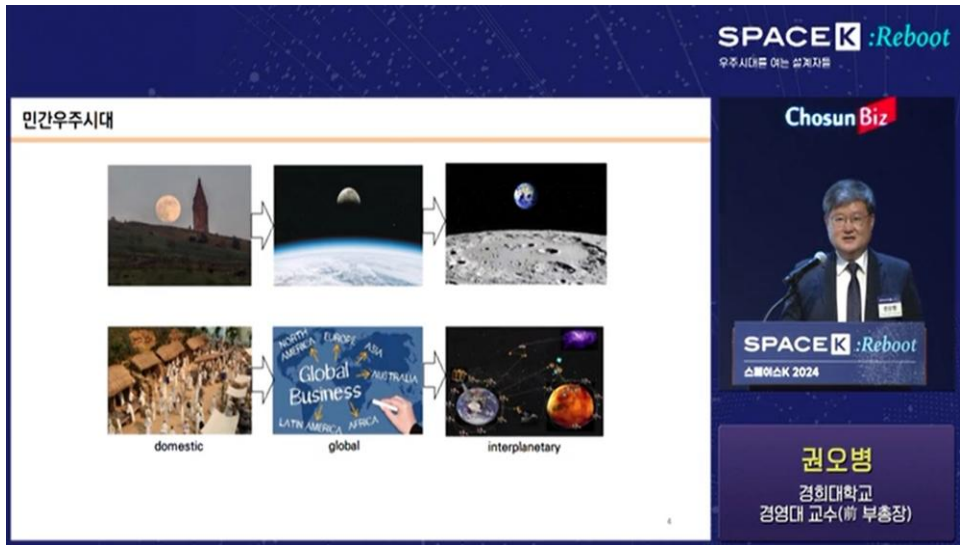 SPACE K :Reboot
우주시대를 여는 설계자들
민간우주시대
NORTH AMERICA
EUROPE
ASIA
Global
Business
AUSTRALIA
LATIN AMERICA
AFRICA
domestic
global
interplanetary
4
Chosun Biz
SPACE K :Reboot
스페이스K 2024
권오병
경희대학교
경영대 교수(前 부총장)